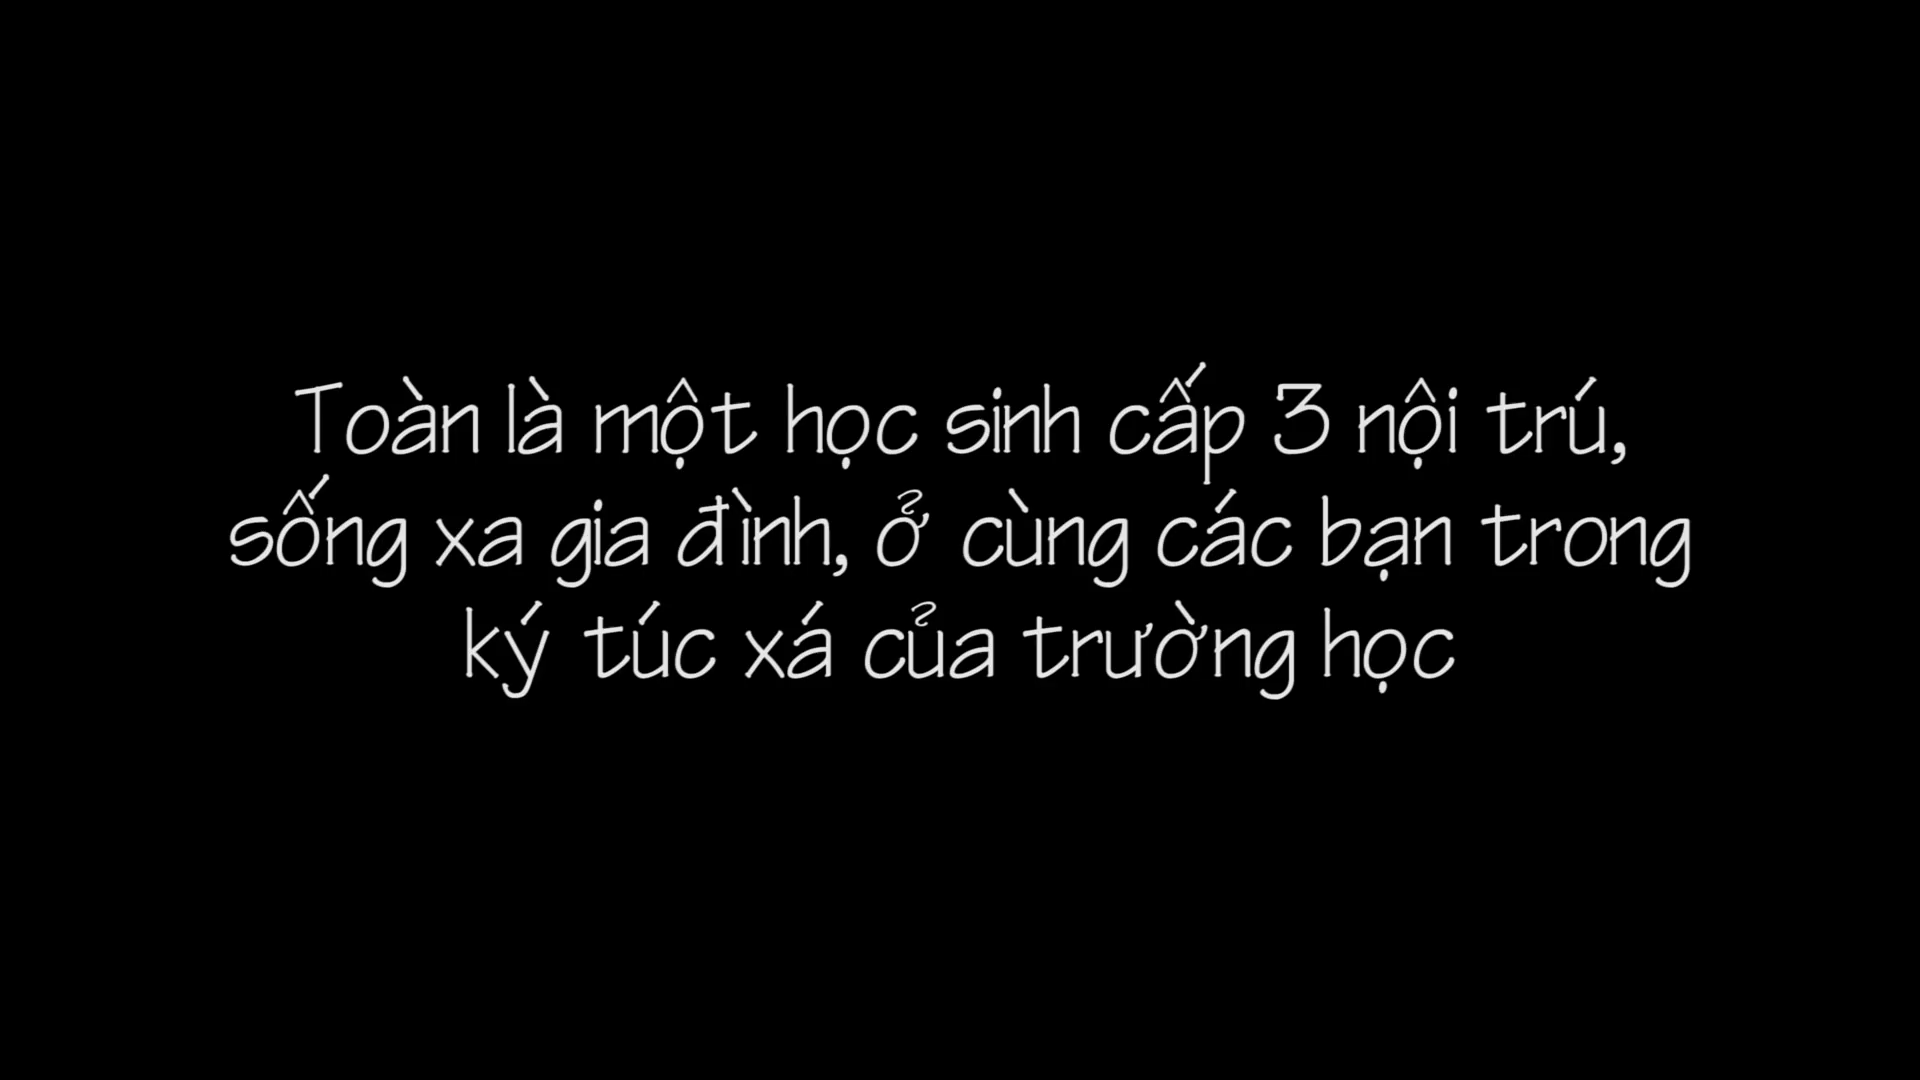 Toàn là một học sinh cấp 3 nội trú,
sống xa gia đình, ở cùng các bạn trong
ký túc xá của trường học